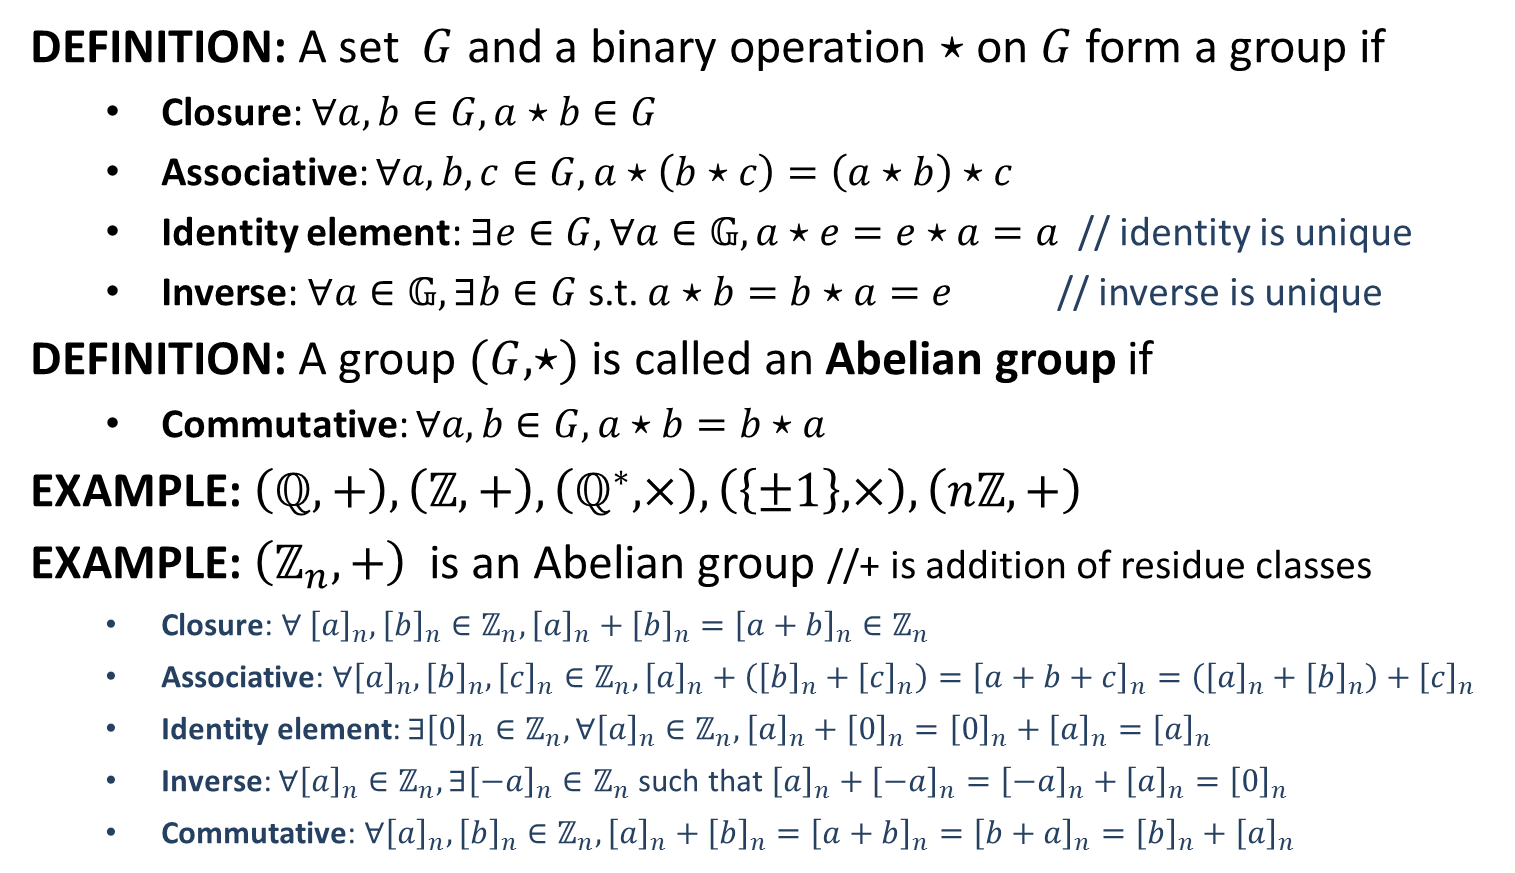 DEFINITION: A set G and a binary operation ⋆ on G form a group if
• Closure: ∀a, b ∈ G, a ⋆ b ∈ G
• Associative: ∀a, b, c ∈ G, a ⋆ (b ⋆ c) = (a ⋆ b) ⋆ c
• Identity element: ∃e ∈ G, ∀a ∈ 𝔾, a ⋆ e = e ⋆ a = a // identity is unique
• Inverse: ∀a ∈ 𝔾, ∃b ∈ G s.t. a ⋆ b = b ⋆ a = e // inverse is unique
DEFINITION: A group (G,⋆) is called an Abelian group if
• Commutative: ∀a, b ∈ G, a ⋆ b = b ⋆ a
EXAMPLE: (ℚ, +), (ℤ, +), (ℚ*,×), ({±1},×), (nℤ, +)
EXAMPLE: (ℤₙ, +) is an Abelian group //+ is addition of residue classes
• Closure: ∀ [a]ₙ, [b]ₙ ∈ ℤₙ, [a]ₙ + [b]ₙ = [a + b]ₙ ∈ ℤₙ
• Associative: ∀[a]ₙ, [b]ₙ, [c]ₙ ∈ ℤₙ, [a]ₙ + ([b]ₙ + [c]ₙ) = [a + b + c]ₙ = ([a]ₙ + [b]ₙ) + [c]ₙ
• Identity element: ∃[0]ₙ ∈ ℤₙ, ∀[a]ₙ ∈ ℤₙ, [a]ₙ + [0]ₙ = [0]ₙ + [a]ₙ = [a]ₙ
• Inverse: ∀[a]ₙ ∈ ℤₙ, ∃[−a]ₙ ∈ ℤₙ such that [a]ₙ + [−a]ₙ = [−a]ₙ + [a]ₙ = [0]ₙ
• Commutative: ∀[a]ₙ, [b]ₙ ∈ ℤₙ, [a]ₙ + [b]ₙ = [a + b]ₙ = [b + a]ₙ = [b]ₙ + [a]ₙ